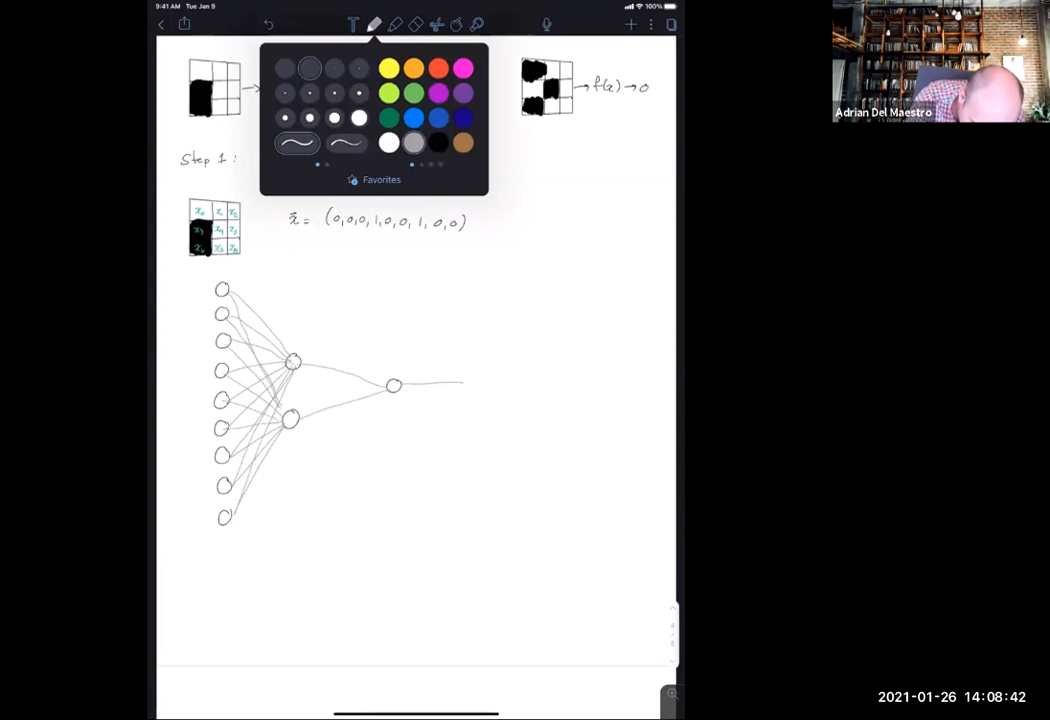 9:41 AM Tue Jan 9
100%
→ f(x) → 0
Step 1 :
Favorites
x₀ x₁ x₂
x₃ x₄ x₅
x₆ x₇ x₈
x⃗ = (0,0,0,1,0,0,1,0,0)
Adrian Del Maestro
2021-01-26 14:08:42